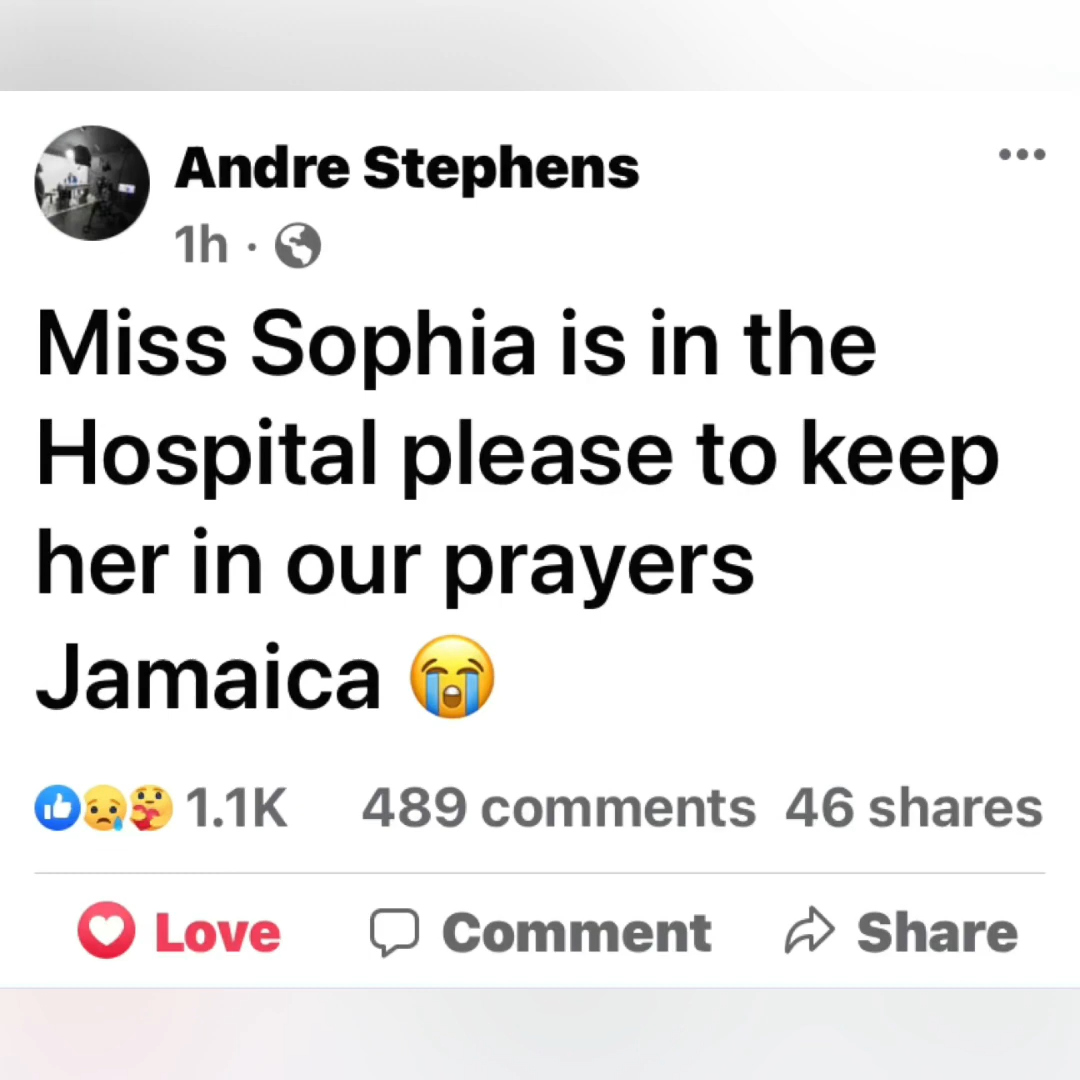 Andre Stephens
1h ·
Miss Sophia is in the
Hospital please to keep
her in our prayers
Jamaica 😭
1.1K 489 comments 46 shares
Love Comment Share